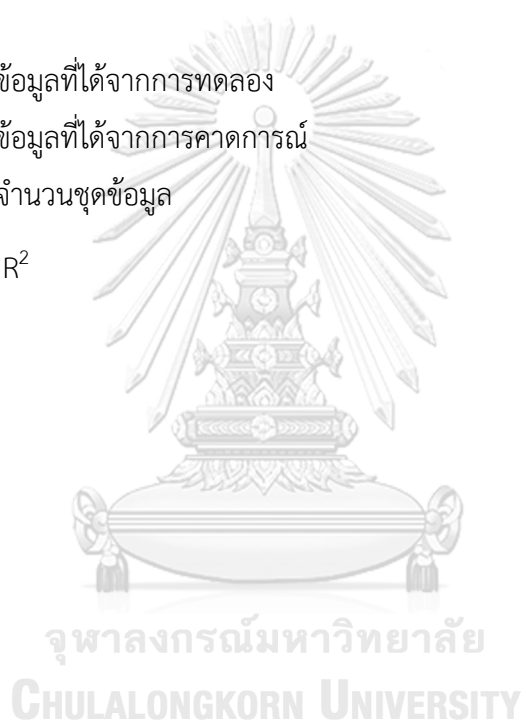 ข้อมูลที่ได้จากการทดลอง
ข้อมูลที่ได้จากการคาดการณ์
จำนวนชุดข้อมูล
R²
จุฬาลงกรณ์มหาวิทยาลัย
CHULALONGKORN UNIVERSITY